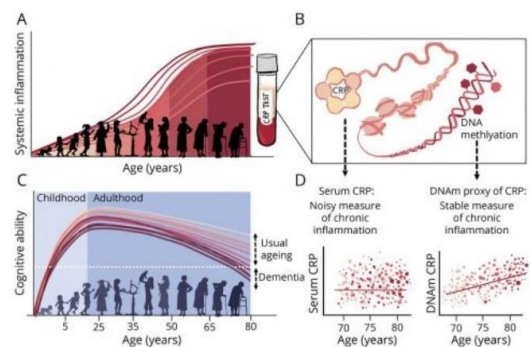 A
Systemic inflammation
Age (years)
CRP TEST
B
CRP
DNA
methlyation
C
Childhood
Adulthood
Cognitive ability
Usual
ageing
Dementia
5
25
35
50
65
80
Age (years)
D
Serum CRP:
Noisy measure
of chronic
inflammation
DNAm proxy of CRP:
Stable measure
of chronic
inflammation
Serum CRP
70
75
80
Age (years)
DNAm CRP
70
75
80
Age (years)